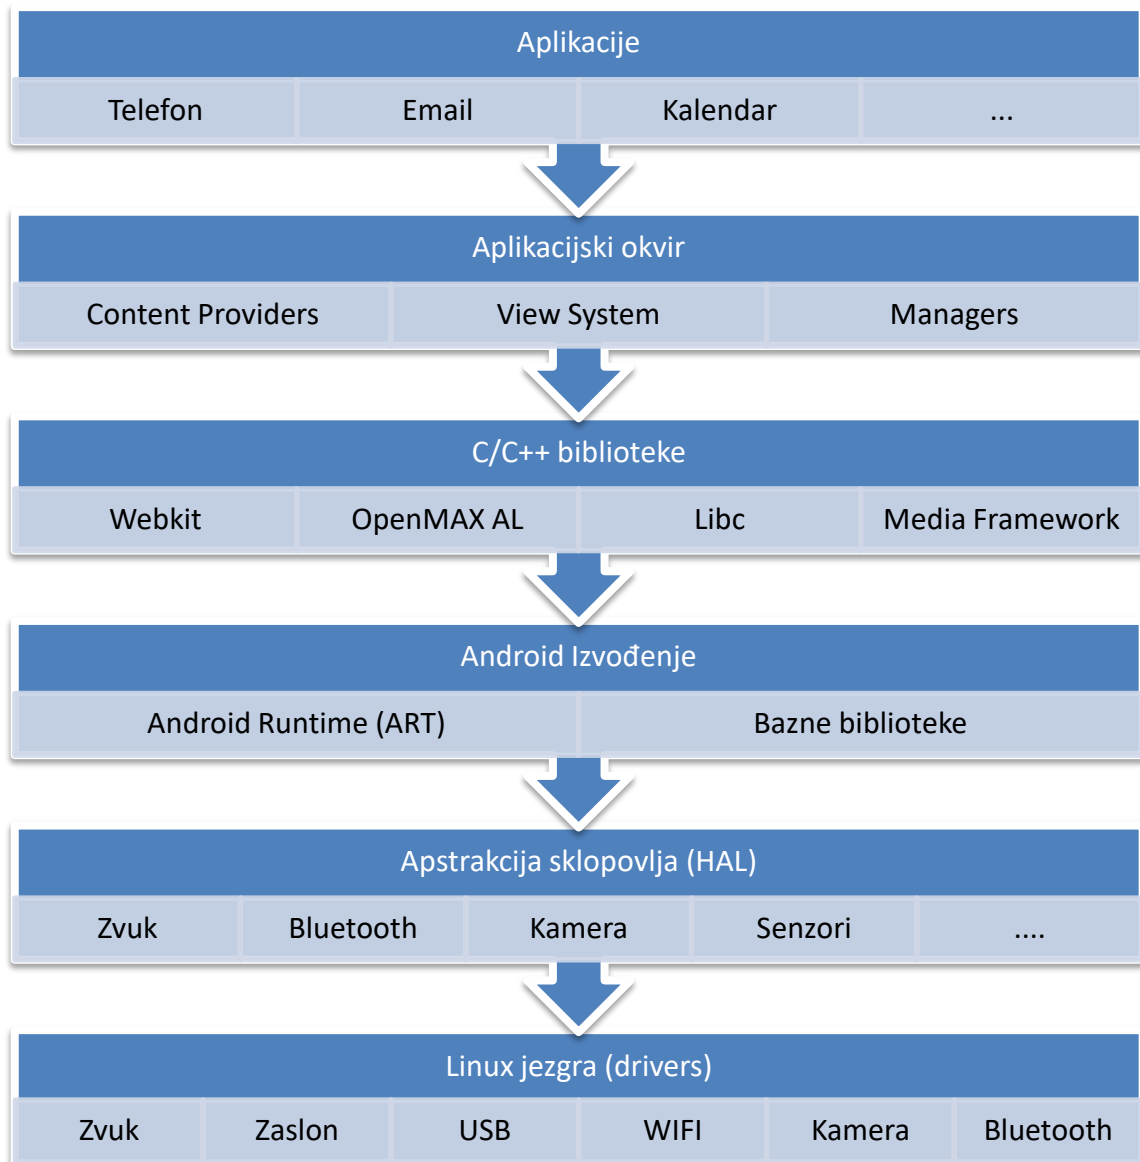 Aplikacije
Telefon Email Kalendar ...
Aplikacijski okvir
Content Providers View System Managers
C/C++ biblioteke
Webkit OpenMAX AL Libc Media Framework
Android Izvođenje
Android Runtime (ART) Bazne biblioteke
Apstrakcija sklopovlja (HAL)
Zvuk Bluetooth Kamera Senzori ....
Linux jezgra (drivers)
Zvuk Zaslon USB WIFI Kamera Bluetooth